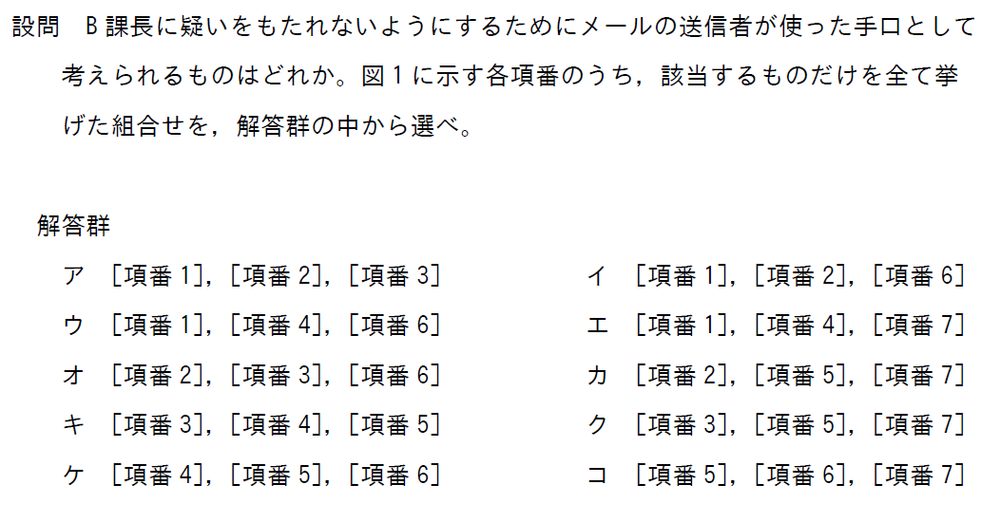 設問　B課長に疑いをもたれないようにするためにメールの送信者が使った手口として
考えられるものはどれか。図1に示す各項番のうち，該当するものだけを全て挙
げた組合せを，解答群の中から選べ。
解答群
ア　[項番1]，[項番2]，[項番3]　イ　[項番1]，[項番2]，[項番6]
ウ　[項番1]，[項番4]，[項番6]　エ　[項番1]，[項番4]，[項番7]
オ　[項番2]，[項番3]，[項番6]　カ　[項番2]，[項番5]，[項番7]
キ　[項番3]，[項番4]，[項番5]　ク　[項番3]，[項番5]，[項番7]
ケ　[項番4]，[項番5]，[項番6]　コ　[項番5]，[項番6]，[項番7]